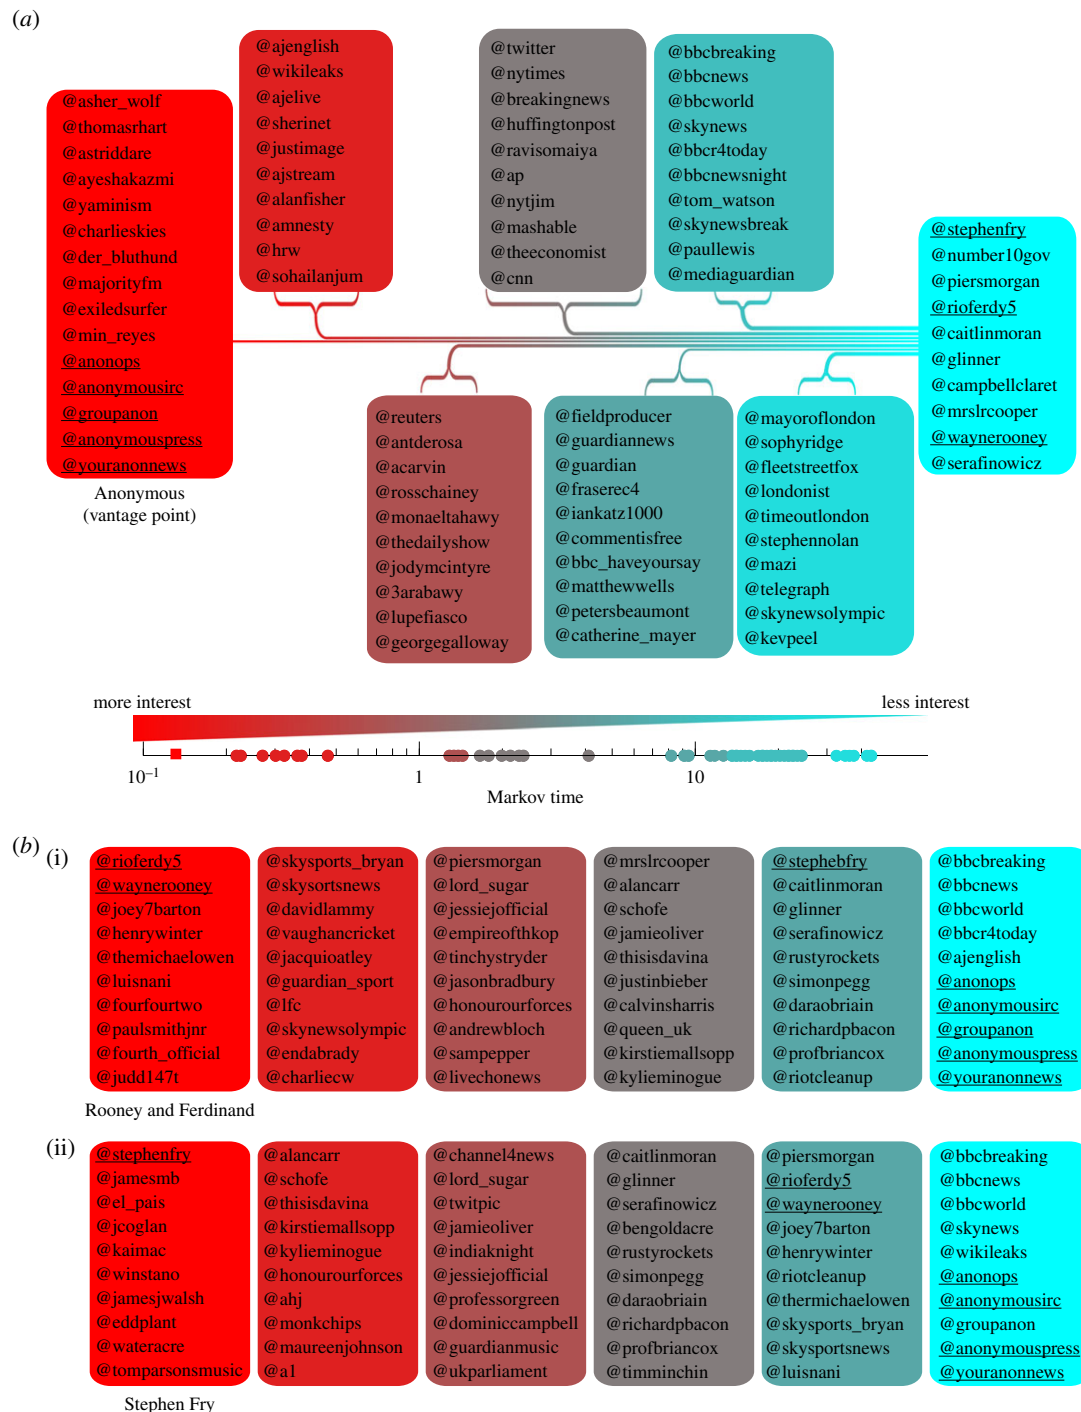 (a)
@asher_wolf
@thomasrhart
@astriddare
@ayeshakazmi
@yaminism
@charlieskies
@der_bluthund
@majorityfm
@exiledsurfer
@min_reyes
@anonops
@anonymousirc
@groupanon
@anonymouspress
@youranonnews
Anonymous
(vantage point)
@ajenglish
@wikileaks
@ajelive
@sherinet
@justimage
@ajstream
@alanfisher
@amnesty
@hrw
@sohailanjum
@twitter
@nytimes
@breakingnews
@huffingtonpost
@ravisomaiya
@ap
@nytjim
@mashable
@theeconomist
@cnn
@bbcbreaking
@bbcnews
@bbcworld
@skynews
@bbcr4today
@bbcnewsnight
@tom_watson
@skynewsbreak
@paullewis
@mediaguardian
@stephenfry
@number10gov
@piersmorgan
@rioferdy5
@caitlinmoran
@glinner
@campbellclaret
@mrslrcooper
@waynerooney
@serafinowicz
@reuters
@antderosa
@acarvin
@rosschainey
@monaeltahawy
@thedailyshow
@jodymcintyre
@3arabawy
@lupefiasco
@georgegalloway
@fieldproducer
@guardiannews
@guardian
@fraserec4
@iankatz1000
@commentisfree
@bbc_haveyoursay
@matthewwells
@petersbeaumont
@catherine_mayer
@mayoroflondon
@sophyridge
@fleetstreetfox
@londonist
@timeoutlondon
@stephennolan
@mazi
@telegraph
@skynewsolympic
@kevpeel
more interest
less interest
10⁻¹
1
10
Markov time
(b)
(i)
@rioferdy5
@waynerooney
@joey7barton
@henrywinter
@themichaelowen
@luisnani
@fourfourtwo
@paulsmithjnr
@fourth_official
@judd147t
Rooney and Ferdinand
@skysports_bryan
@skysortsnews
@davidlammy
@vaughancricket
@jacquioatley
@guardian_sport
@lfc
@skynewsolympic
@endabrady
@charliecw
@piersmorgan
@lord_sugar
@jessiejofficial
@empireofthkop
@tinchystryder
@jasonbradbury
@honourourforces
@andrewbloch
@sampepper
@livechonews
@mrslrcooper
@alancarr
@schofe
@jamieoliver
@thisisdavina
@justinbieber
@calvinsharris
@queen_uk
@kirstiemallsopp
@kylieminogue
@stephebfry
@caitlinmoran
@glinner
@serafinowicz
@rustyrockets
@simonpegg
@daraobriain
@richardpbacon
@profbriancox
@riotcleanup
@bbcbreaking
@bbcnews
@bbcworld
@bbcr4today
@ajenglish
@anonops
@anonymousirc
@groupanon
@anonymouspress
@youranonnews
(ii)
@stephenfry
@jamesmb
@el_pais
@jcoglan
@kaimac
@winstano
@jamesjwalsh
@eddplant
@wateracre
@tomparsonsmusic
Stephen Fry
@alancarr
@schofe
@thisisdavina
@kirstiemallsopp
@kylieminogue
@honourourforces
@ahj
@monkchips
@maureenjohnson
@a1
@channel4news
@lord_sugar
@twitpic
@jamieoliver
@indiaknight
@jessiejofficial
@professorgreen
@dominiccampbell
@guardianmusic
@ukparliament
@caitlinmoran
@glinner
@serafinowicz
@bengoldacre
@rustyrockets
@simonpegg
@daraobriain
@richardpbacon
@profbriancox
@timminchin
@piersmorgan
@rioferdy5
@waynerooney
@joey7barton
@henrywinter
@riotcleanup
@thermichaelowen
@skysports_bryan
@skysportsnews
@luisnani
@bbcbreaking
@bbcnews
@bbcworld
@skynews
@wikileaks
@anonops
@anonymousirc
@groupanon
@anonymouspress
@youranonnews